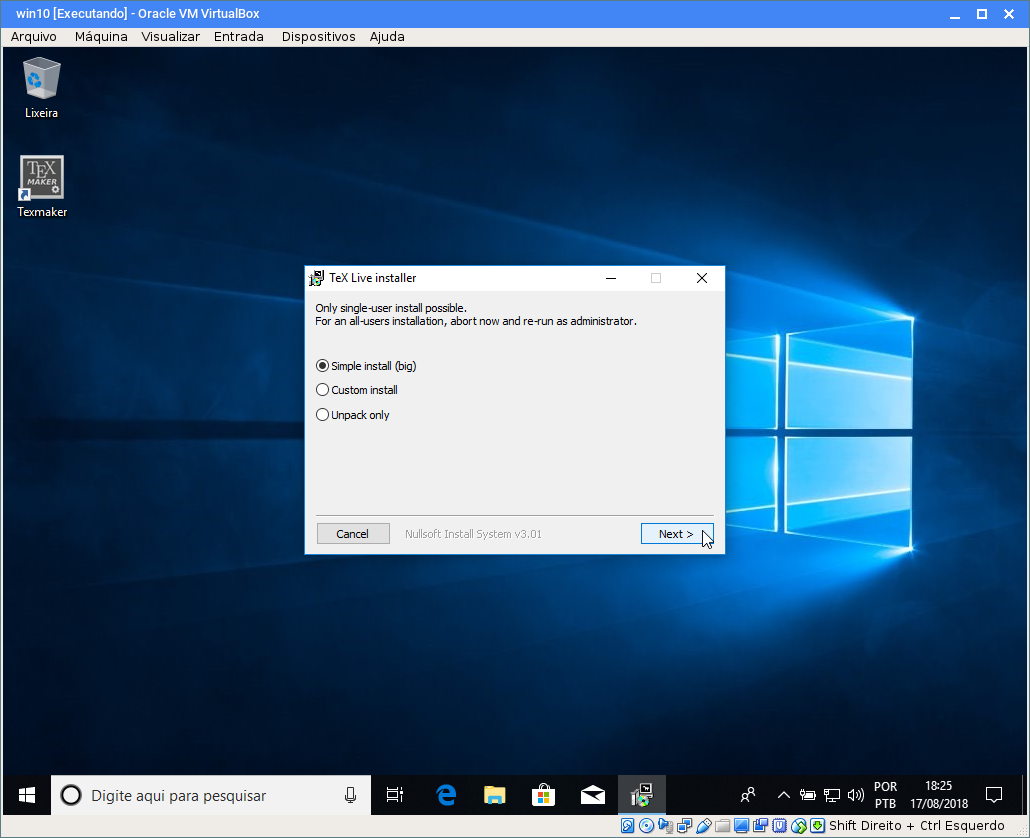 win10 [Executando] - Oracle VM VirtualBox
Arquivo Máquina Visualizar Entrada Dispositivos Ajuda
Lixeira
TEX
MAKER
Texmaker
TeX Live installer
Only single-user install possible.
For an all-users installation, abort now and re-run as administrator.
Simple install (big)
Custom install
Unpack only
Cancel
Nullsoft Install System v3.01
Next >
Digite aqui para pesquisar
POR
PTB
18:25
17/08/2018
Shift Direito + Ctrl Esquerdo